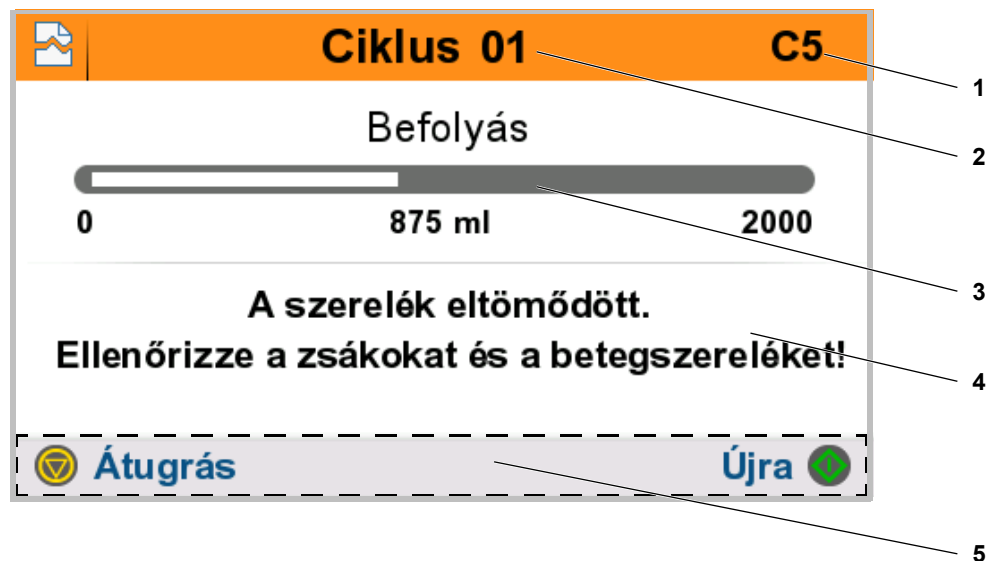 Ciklus 01 C5
1
Befolyás
2
0 875 ml 2000
3
A szerelék eltömődött.
Ellenőrizze a zsákokat és a betegszereléket!
4
Átugrás Újra
5